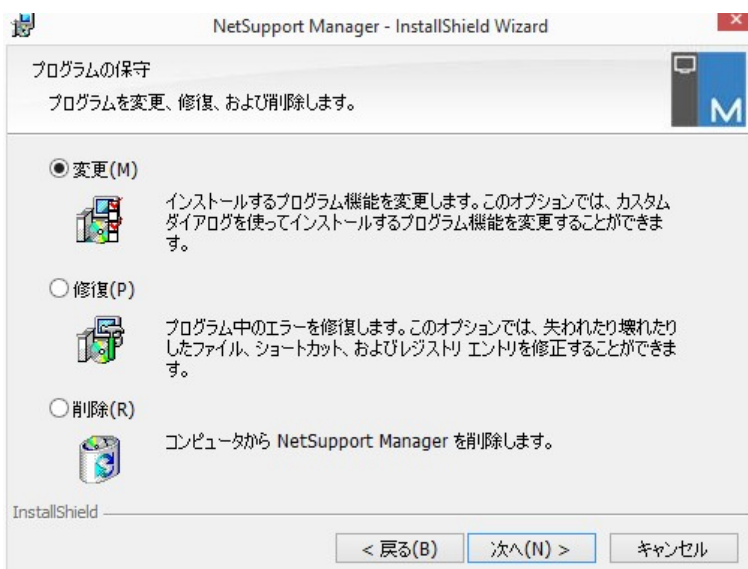 NetSupport Manager - InstallShield Wizard
プログラムの保守
プログラムを変更、修復、および削除します。
M
変更(M)
インストールするプログラム機能を変更します。このオプションでは、カスタム
ダイアログを使ってインストールするプログラム機能を変更することができま
す。
修復(P)
プログラム中のエラーを修復します。このオプションでは、失われたり壊れたり
したファイル、ショートカット、およびレジストリ エントリを修正することができま
す。
削除(R)
コンピュータから NetSupport Manager を削除します。
InstallShield
< 戻る(B)
次へ(N) >
キャンセル